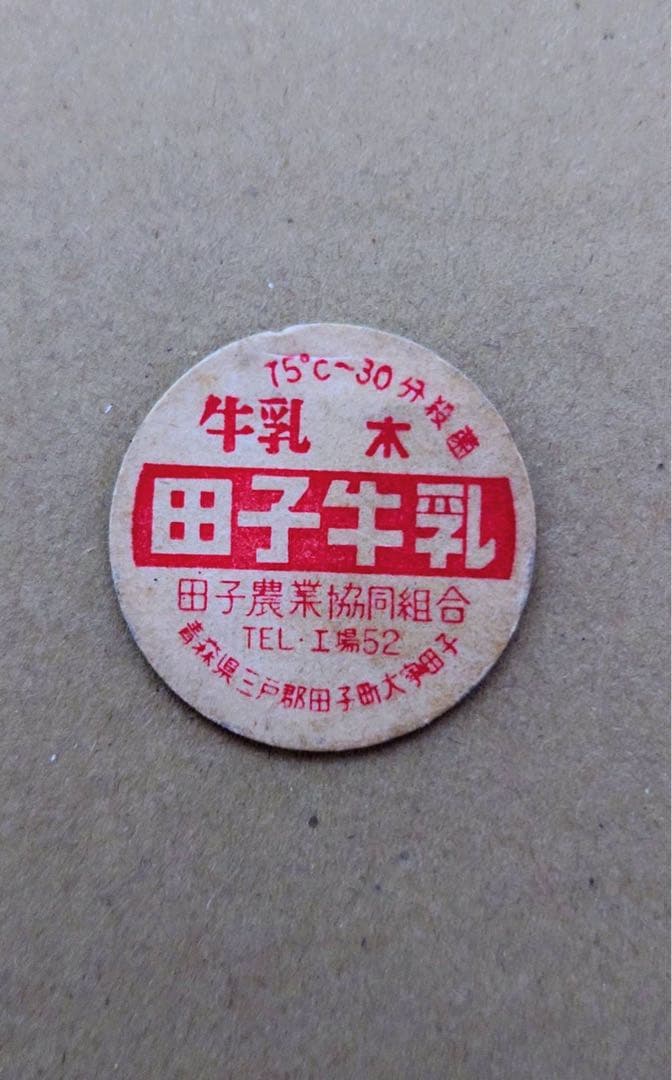 75°C~30分殺菌
牛乳 木
田子牛乳
田子農業協同組合
TEL・工場52
青森県三戸郡田子町大字田子